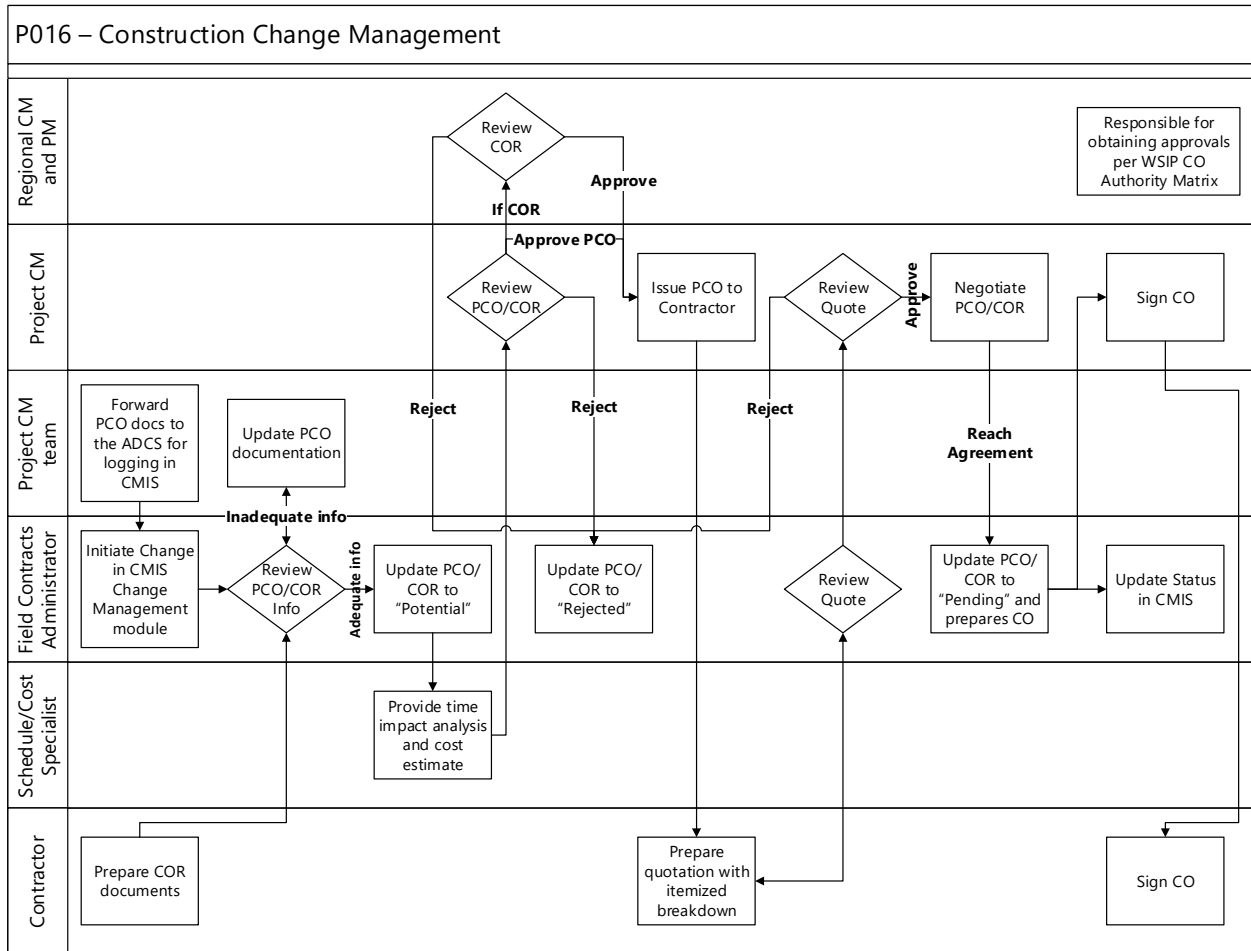 P016 – Construction Change Management
Regional CM
and PM
Review
COR
Approve
If COR
Responsible for
obtaining approvals
per WSIP CO
Authority Matrix
Project CM
Approve PCO
Review
PCO/COR
Issue PCO to
Contractor
Review
Quote
Approve
Negotiate
PCO/COR
Sign CO
Project CM
team
Forward
PCO docs to
the ADCS for
logging in
CMIS
Update PCO
documentation
Inadequate info
Reject
Reject
Reject
Reach
Agreement
Field Contracts
Administrator
Initiate Change
in CMIS
Change
Management
module
Review
PCO/COR
Info
Adequate info
Update PCO/
COR to
“Potential”
Update PCO/
COR to
“Rejected”
Review
Quote
Update PCO/
COR to
“Pending” and
prepares CO
Update Status
in CMIS
Schedule/Cost
Specialist
Provide time
impact analysis
and cost
estimate
Contractor
Prepare COR
documents
Prepare
quotation with
itemized
breakdown
Sign CO